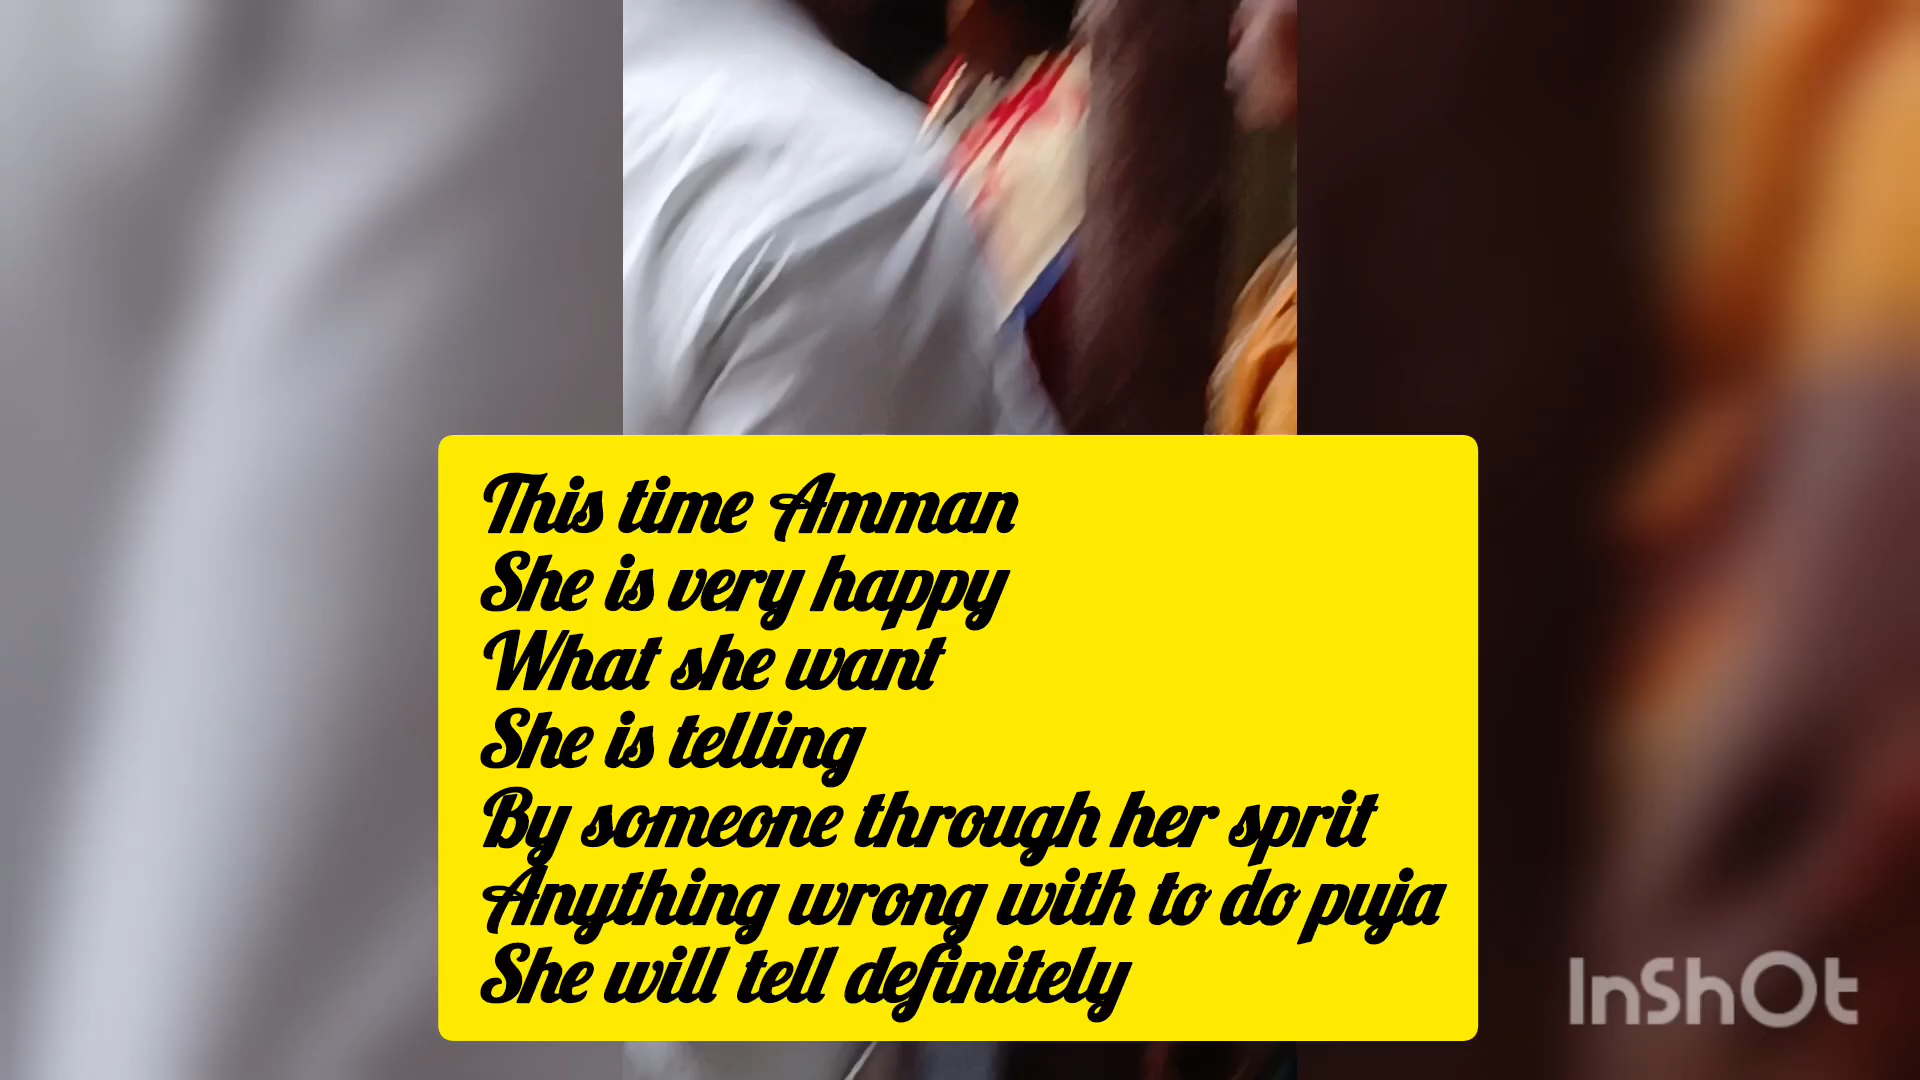 This time Amman
She is very happy
What she want
She is telling
By someone through her sprit
Anything wrong with to do puja
She will tell definitely
InShOt